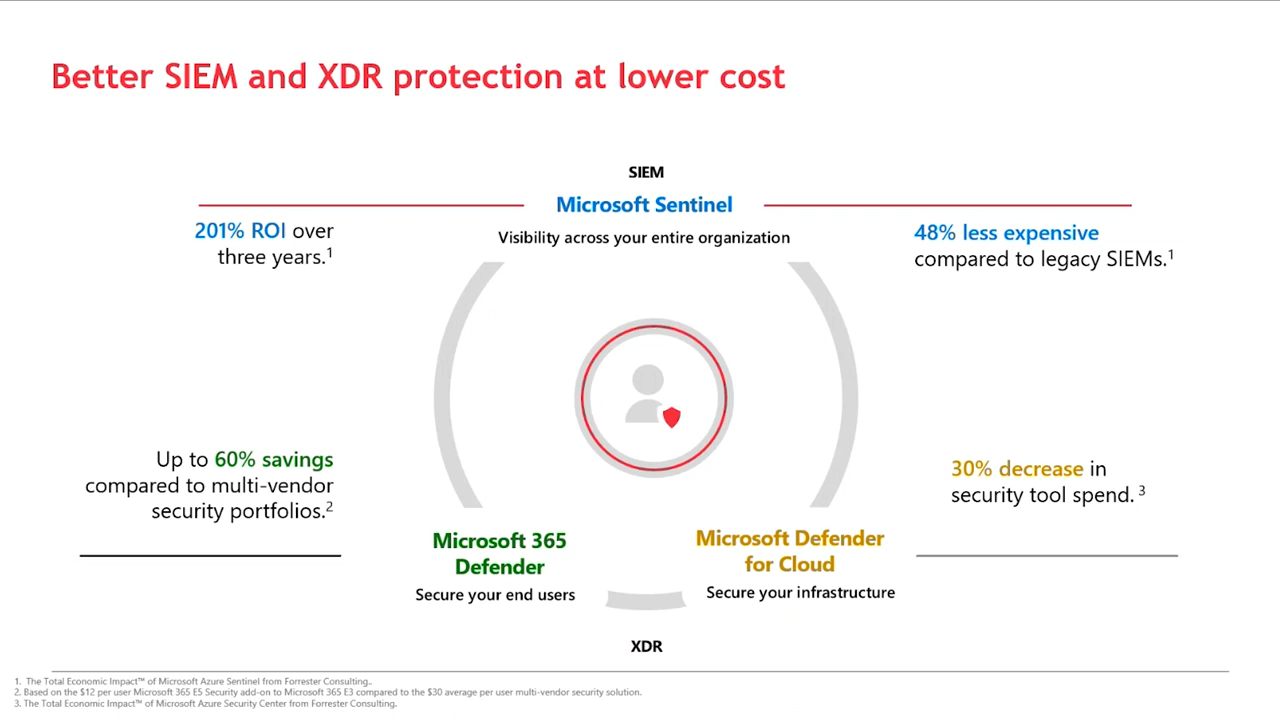 Better SIEM and XDR protection at lower cost
SIEM
Microsoft Sentinel
Visibility across your entire organization
201% ROI over
three years.1
48% less expensive
compared to legacy SIEMs.1
Up to 60% savings
compared to multi-vendor
security portfolios.2
30% decrease in
security tool spend. 3
Microsoft 365
Defender
Secure your end users
Microsoft Defender
for Cloud
Secure your infrastructure
XDR
1. The Total Economic Impact™ of Microsoft Azure Sentinel from Forrester Consulting..
2. Based on the $12 per user Microsoft 365 E5 Security add-on to Microsoft 365 E3 compared to the $30 average per user multi-vendor security solution.
3. The Total Economic Impact™ of Microsoft Azure Security Center from Forrester Consulting.